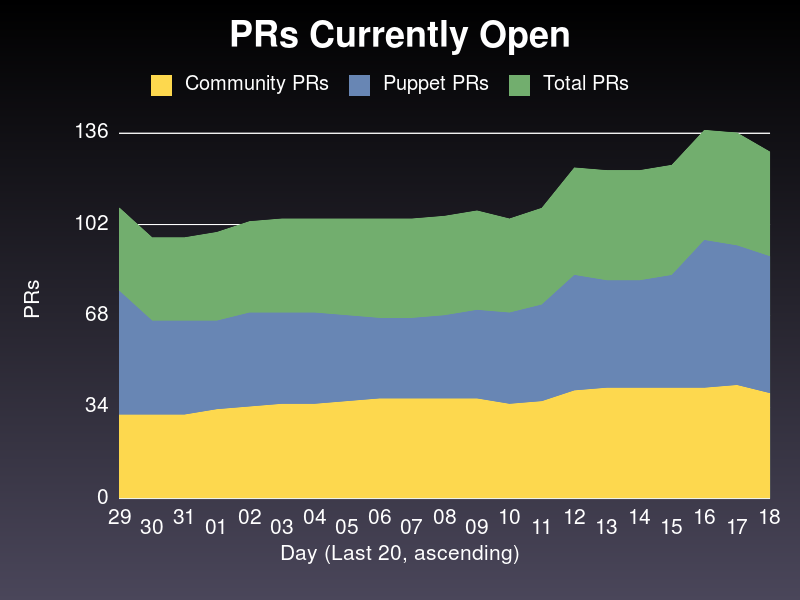 PRs Currently Open
Community PRs Puppet PRs Total PRs
136
102
68
34
0
PRs
29 30 31 01 02 03 04 05 06 07 08 09 10 11 12 13 14 15 16 17 18
Day (Last 20, ascending)